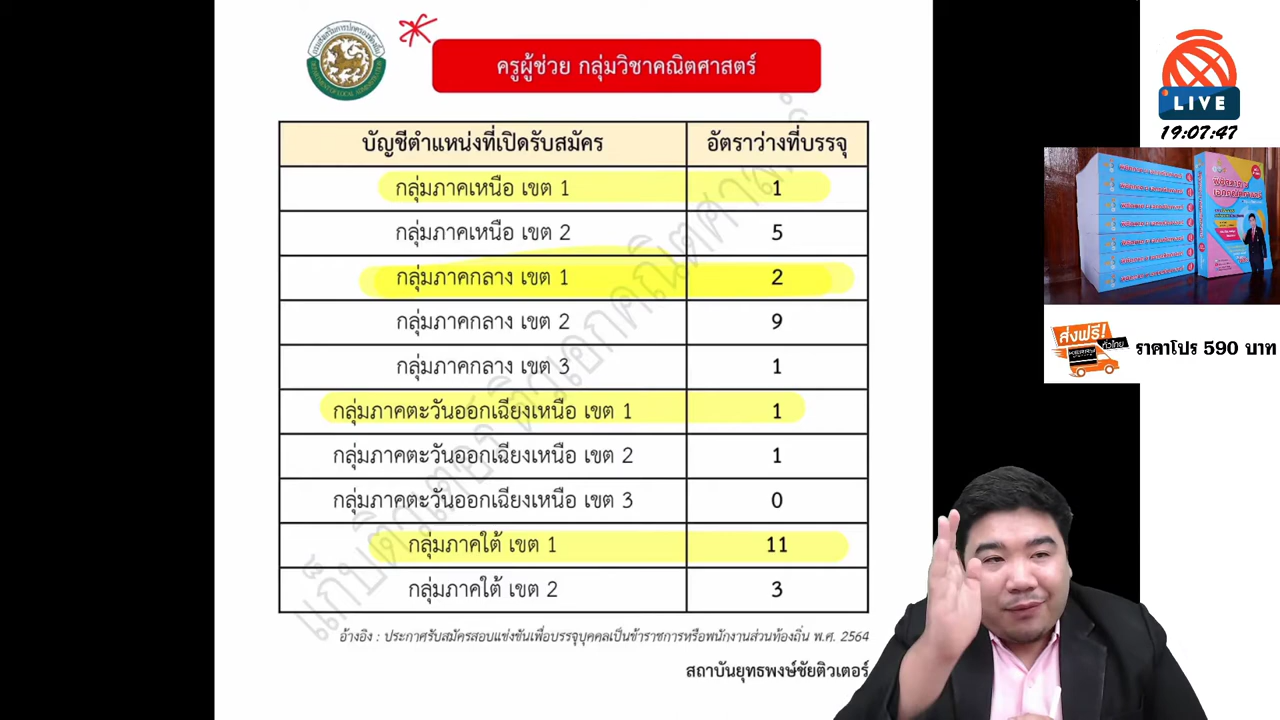 ครูผู้ช่วย กลุ่มวิชาคณิตศาสตร์
บัญชีตำแหน่งที่เปิดรับสมัคร อัตราว่างที่บรรจุ
กลุ่มภาคเหนือ เขต 1 1
กลุ่มภาคเหนือ เขต 2 5
กลุ่มภาคกลาง เขต 1 2
กลุ่มภาคกลาง เขต 2 9
กลุ่มภาคกลาง เขต 3 1
กลุ่มภาคตะวันออกเฉียงเหนือ เขต 1 1
กลุ่มภาคตะวันออกเฉียงเหนือ เขต 2 1
กลุ่มภาคตะวันออกเฉียงเหนือ เขต 3 0
กลุ่มภาคใต้ เขต 1 11
กลุ่มภาคใต้ เขต 2 3
อ้างอิง : ประกาศรับสมัครสอบแข่งขันเพื่อบรรจุบุคคลเป็นข้าราชการหรือพนักงานส่วนท้องถิ่น พ.ศ. 2564
สถาบันยุทธพงษ์ชัยติวเตอร์
LIVE
19:07:47
ส่งฟรี!
ทั่วไทย
KERRY
ราคาโปร 590 บาท